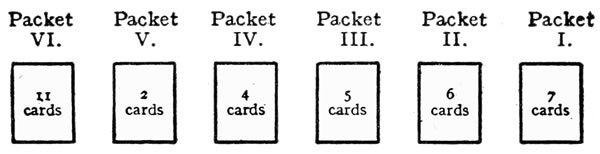 Packet Packet Packet Packet Packet Packet
VI. V. IV. III. II. I.
11 2 4 5 6 7
cards cards cards cards cards cards